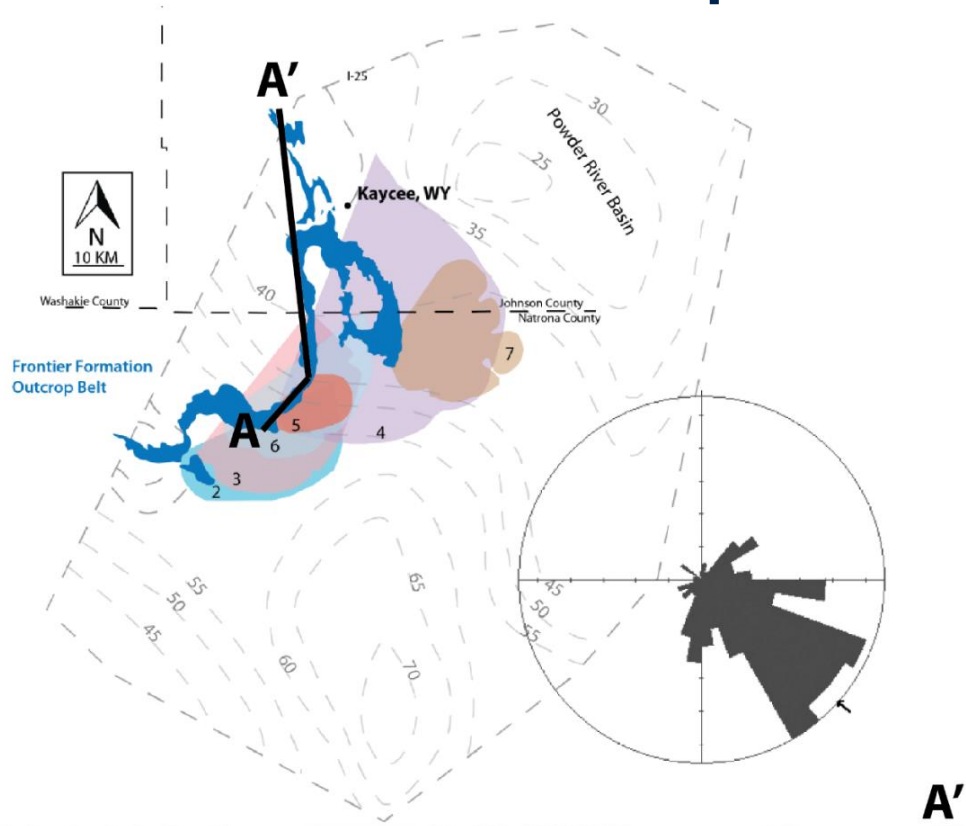 A'
I-25
30
Powder River Basin
25
Kaycee, WY
N
10 KM
35
40
Washakie County
Johnson County
Natrona County
7
Frontier Formation
Outcrop Belt
A
5
4
6
3
2
55
50
45
65
60
70
45
50
55
A'